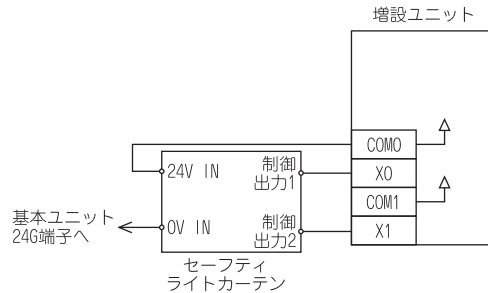 増設ユニット
COM0
24V IN
制御
出力1
X0
COM1
基本ユニット
24G端子へ
0V IN
制御
出力2
X1
セーフティ
ライトカーテン